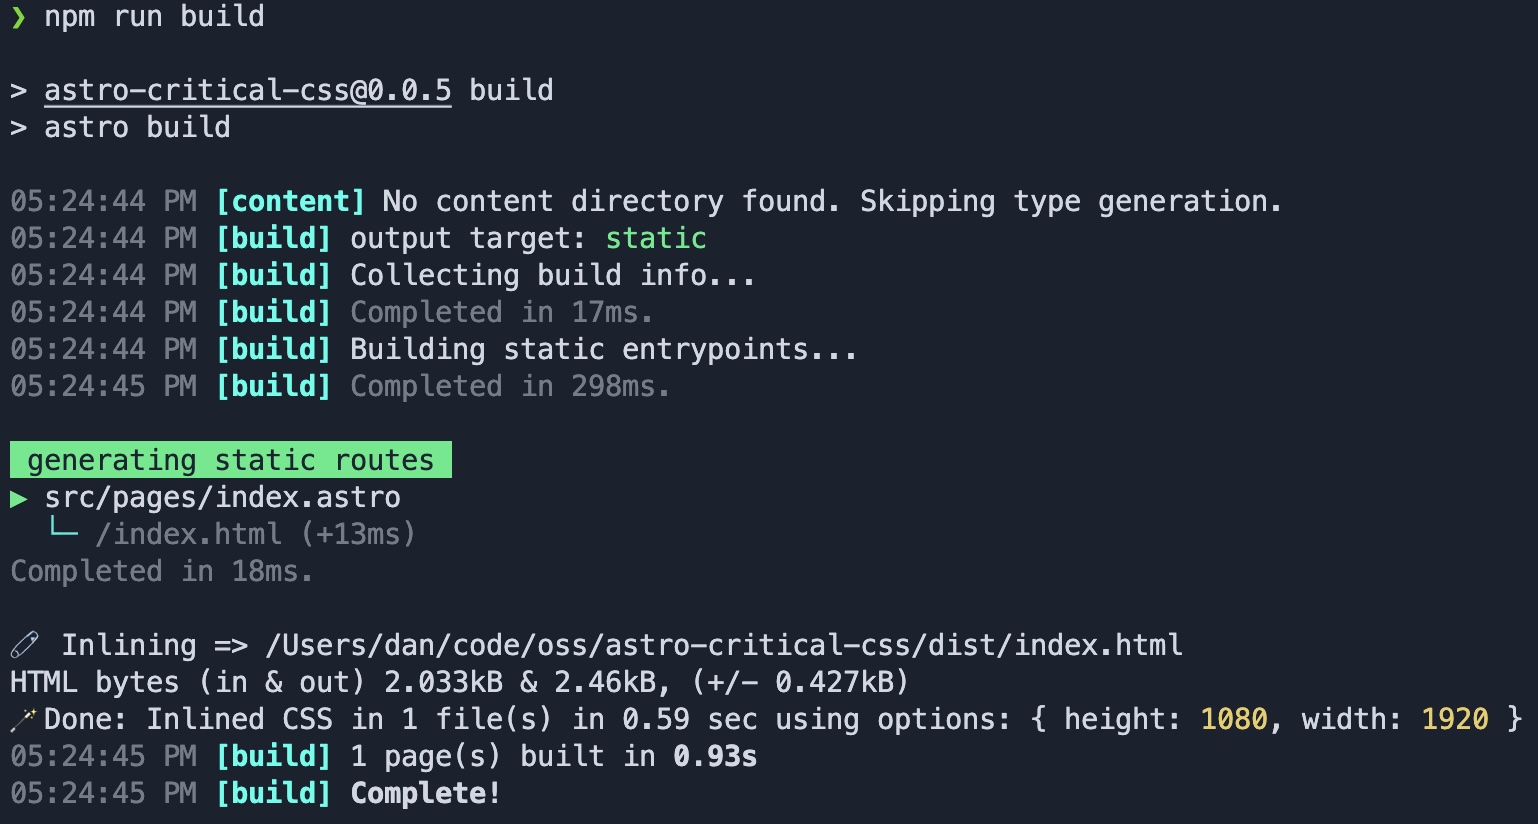 ❯ npm run build
> astro-critical-css@0.0.5 build
> astro build
05:24:44 PM [content] No content directory found. Skipping type generation.
05:24:44 PM [build] output target: static
05:24:44 PM [build] Collecting build info...
05:24:44 PM [build] Completed in 17ms.
05:24:44 PM [build] Building static entrypoints...
05:24:45 PM [build] Completed in 298ms.
generating static routes
▶ src/pages/index.astro
└─ /index.html (+13ms)
Completed in 18ms.
🧷 Inlining => /Users/dan/code/oss/astro-critical-css/dist/index.html
HTML bytes (in & out) 2.033kB & 2.46kB, (+/- 0.427kB)
🪄Done: Inlined CSS in 1 file(s) in 0.59 sec using options: { height: 1080, width: 1920 }
05:24:45 PM [build] 1 page(s) built in 0.93s
05:24:45 PM [build] Complete!